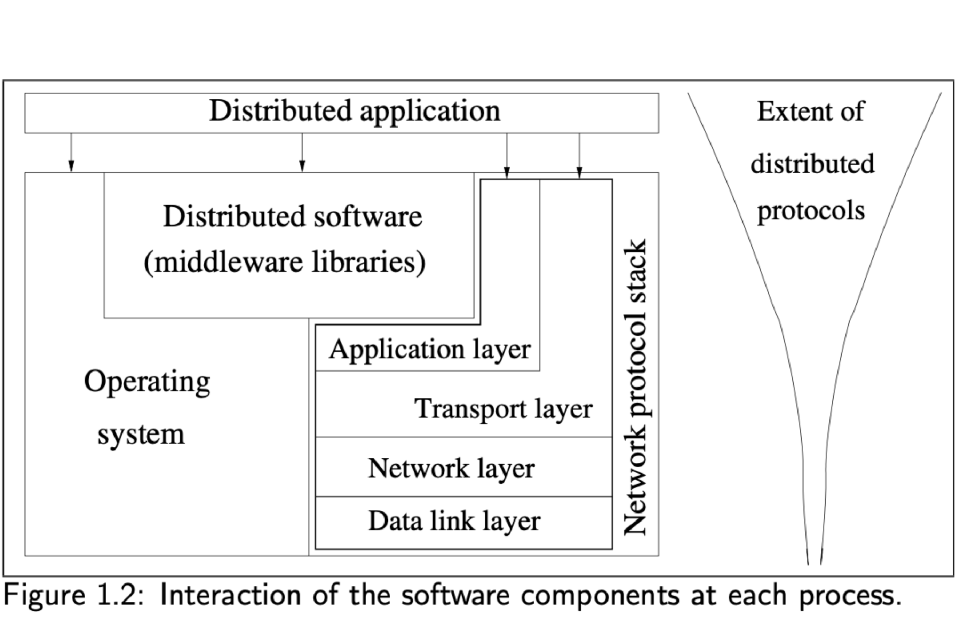 Distributed application
Extent of
distributed
protocols
Distributed software
(middleware libraries)
Network protocol stack
Application layer
Operating
system
Transport layer
Network layer
Data link layer
Figure 1.2: Interaction of the software components at each process.